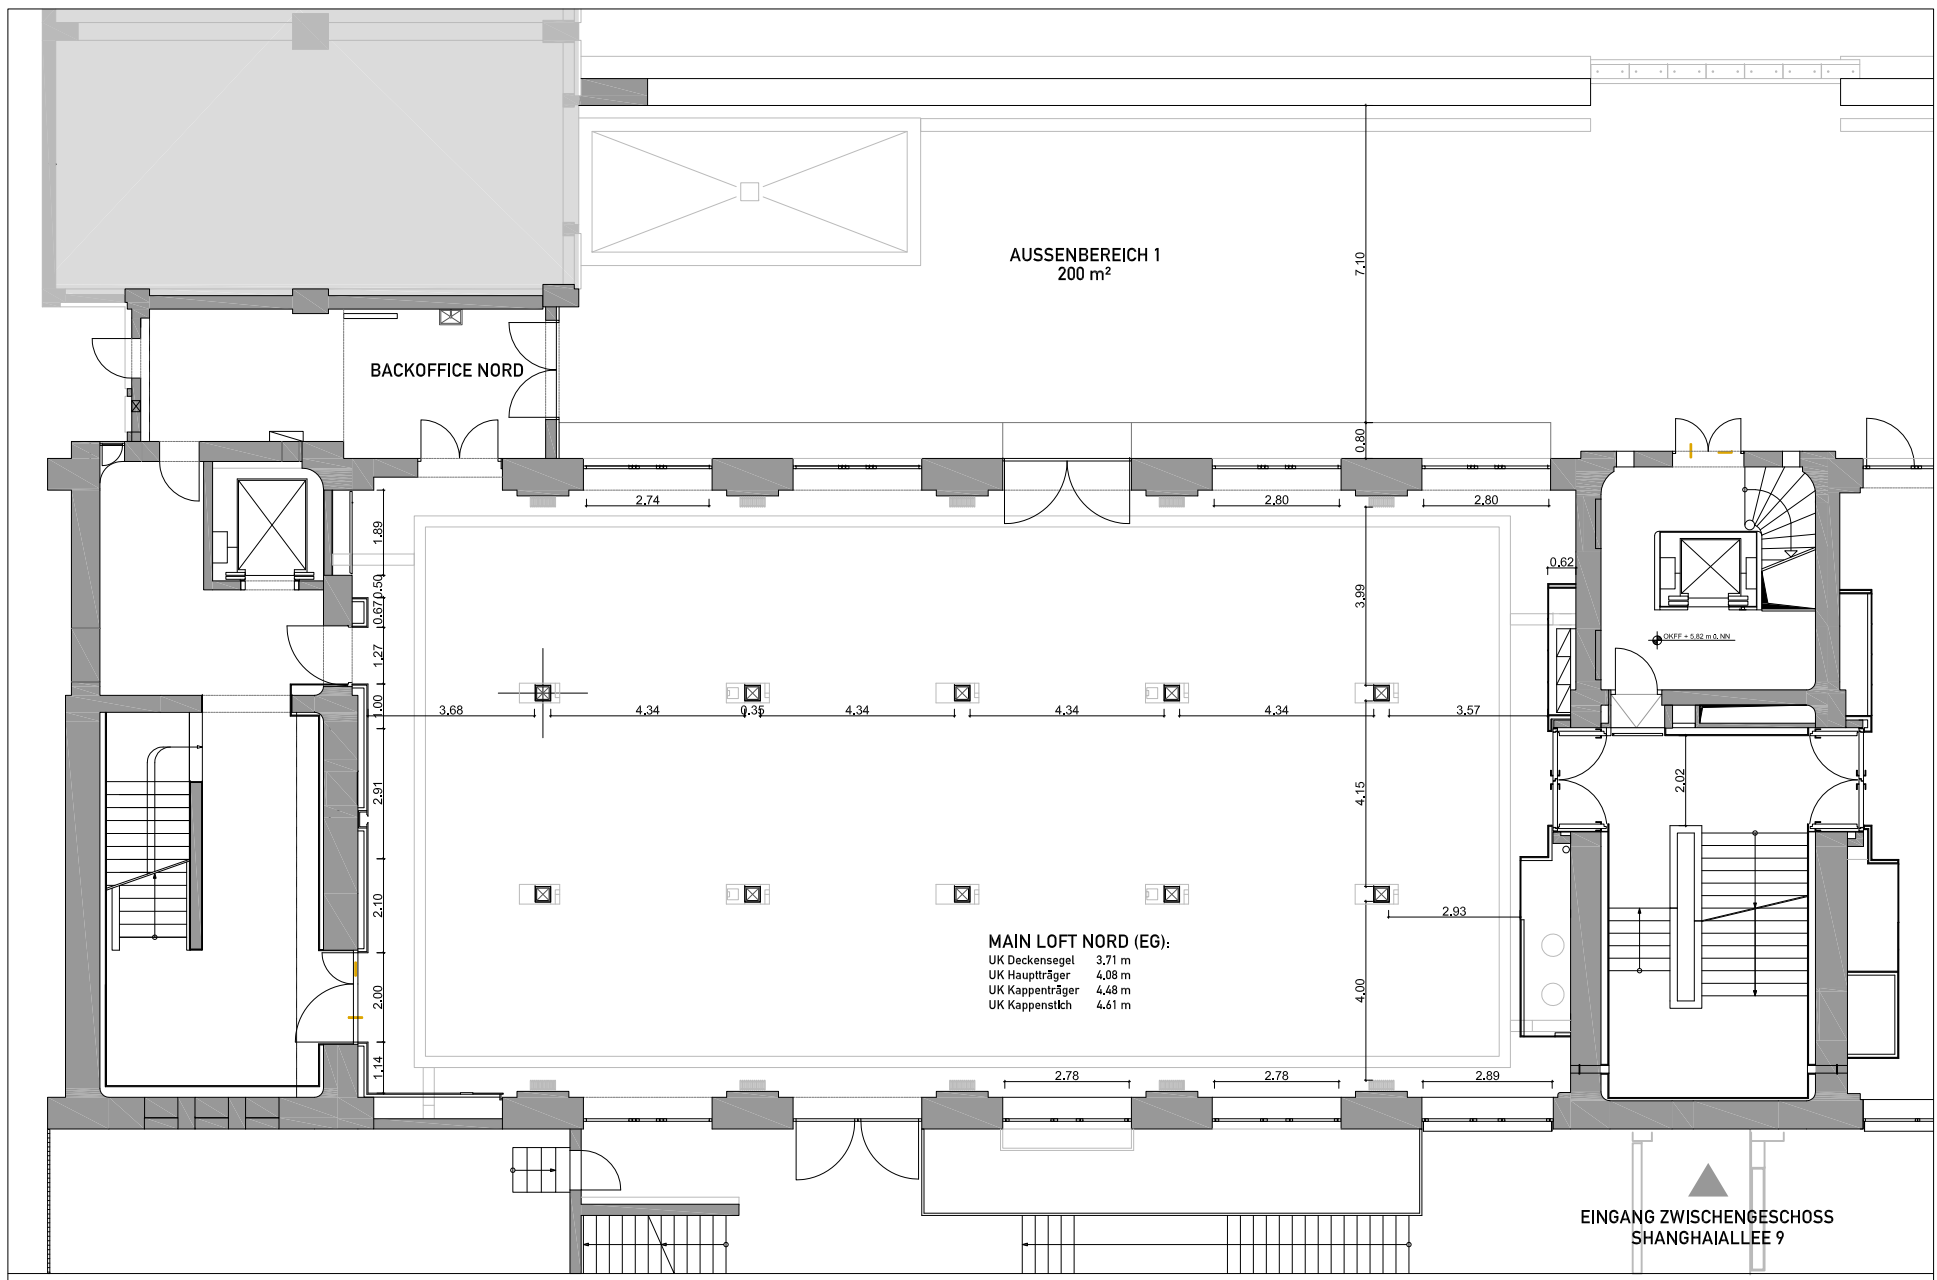 AUSSENBEREICH 1
200 m²
7.10
BACKOFFICE NORD
0.80
2.74
2.80
2.80
1.89
0.50
0.67
1.27
1.00
2.91
2.10
2.00
1.14
3.99
0.62
OKFF + 5,82 m ü. NN
3.68
4.34
0.35
4.34
4.34
4.34
3.57
4.15
2.02
2.93
MAIN LOFT NORD (EG):
UK Deckensegel 3.71 m
UK Hauptträger 4.08 m
UK Kappenträger 4.48 m
UK Kappenstich 4.61 m
4.00
2.78
2.78
2.89
EINGANG ZWISCHENGESCHOSS
SHANGHAIALLEE 9